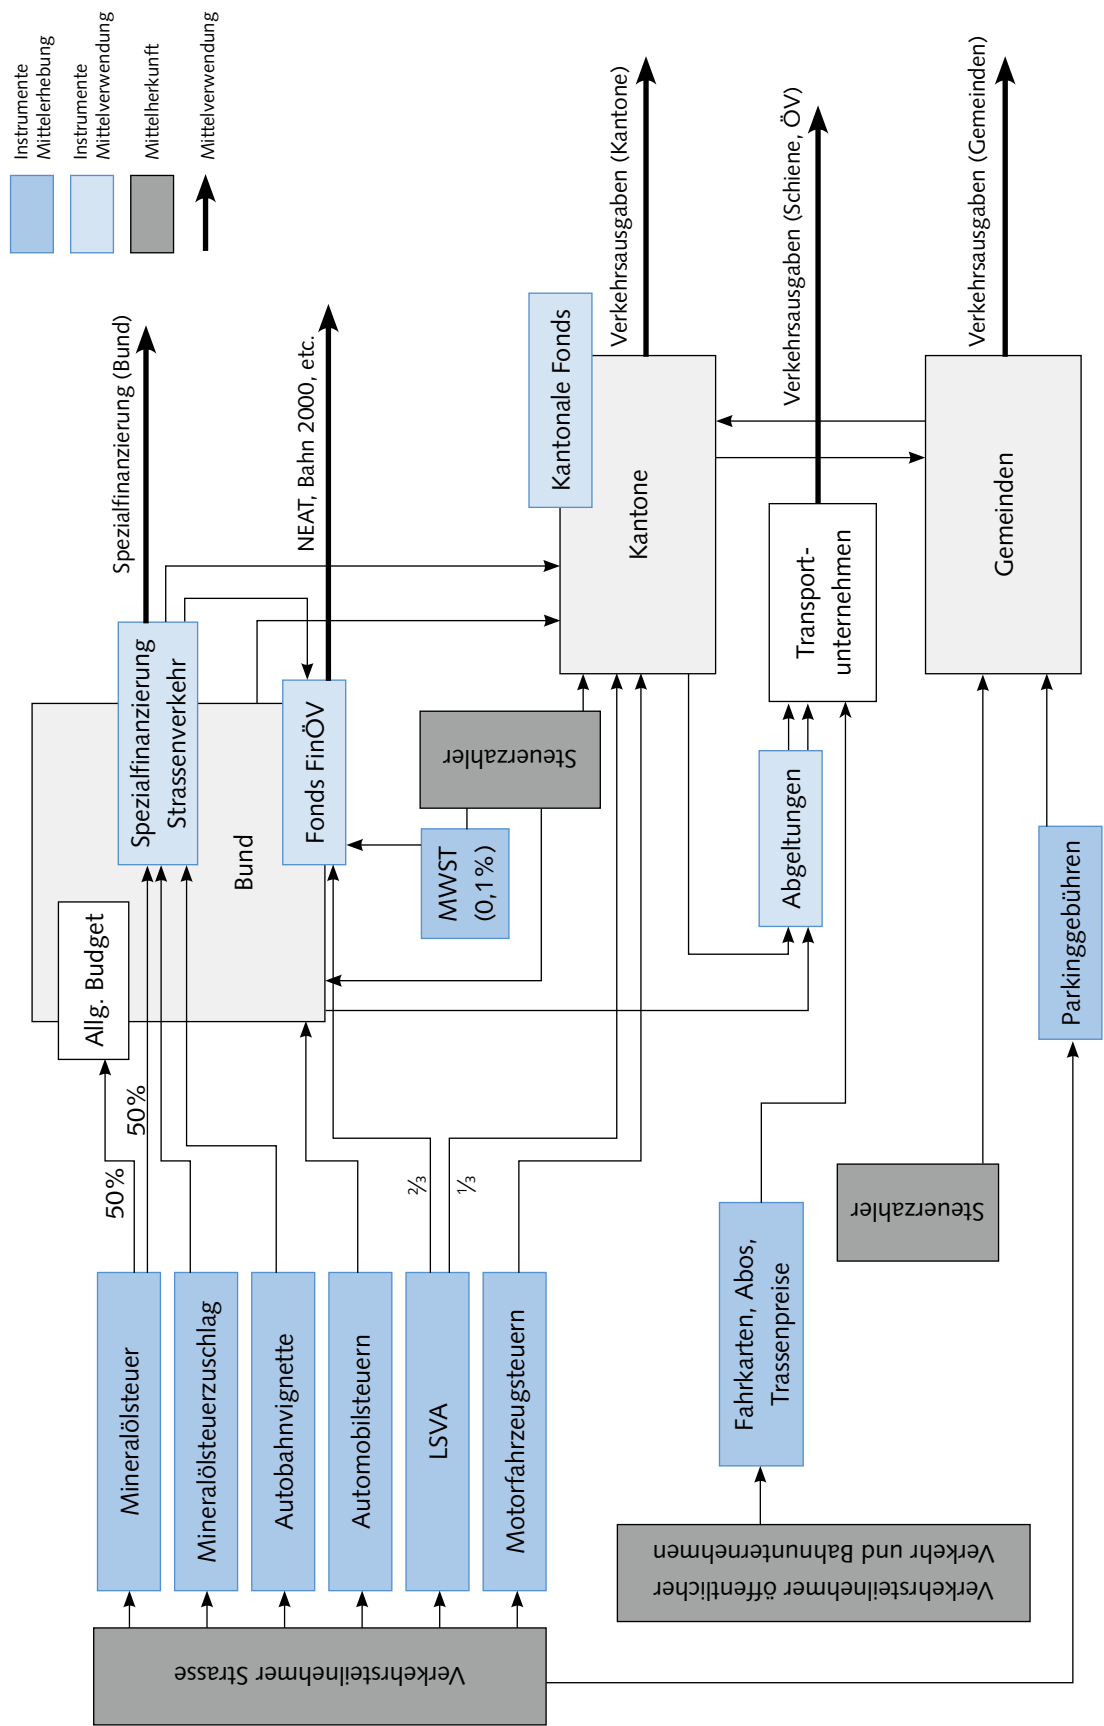 Instrumente
Mittelerhebung
Instrumente
Mittelverwendung
Mittelherkunft
Mittelverwendung
Verkehrsteilnehmer Strasse
Mineralölsteuer
Mineralölsteuerzuschlag
Autobahnvignette
Automobilsteuern
LSVA
Motorfahrzeugsteuern
50%
50%
⅔
⅓
Allg. Budget
Bund
Spezialfinanzierung
Strassenverkehr
Fonds FinÖV
Spezialfinanzierung (Bund)
NEAT, Bahn 2000, etc.
MWST
(0,1%)
Steuerzahler
Kantonale Fonds
Kantone
Verkehrsausgaben (Kantone)
Verkehrsteilnehmer öffentlicher
Verkehr und Bahnunternehmen
Fahrkarten, Abos,
Trassenpreise
Abgeltungen
Transport-
unternehmen
Verkehrsausgaben (Schiene, ÖV)
Steuerzahler
Parkinggebühren
Gemeinden
Verkehrsausgaben (Gemeinden)